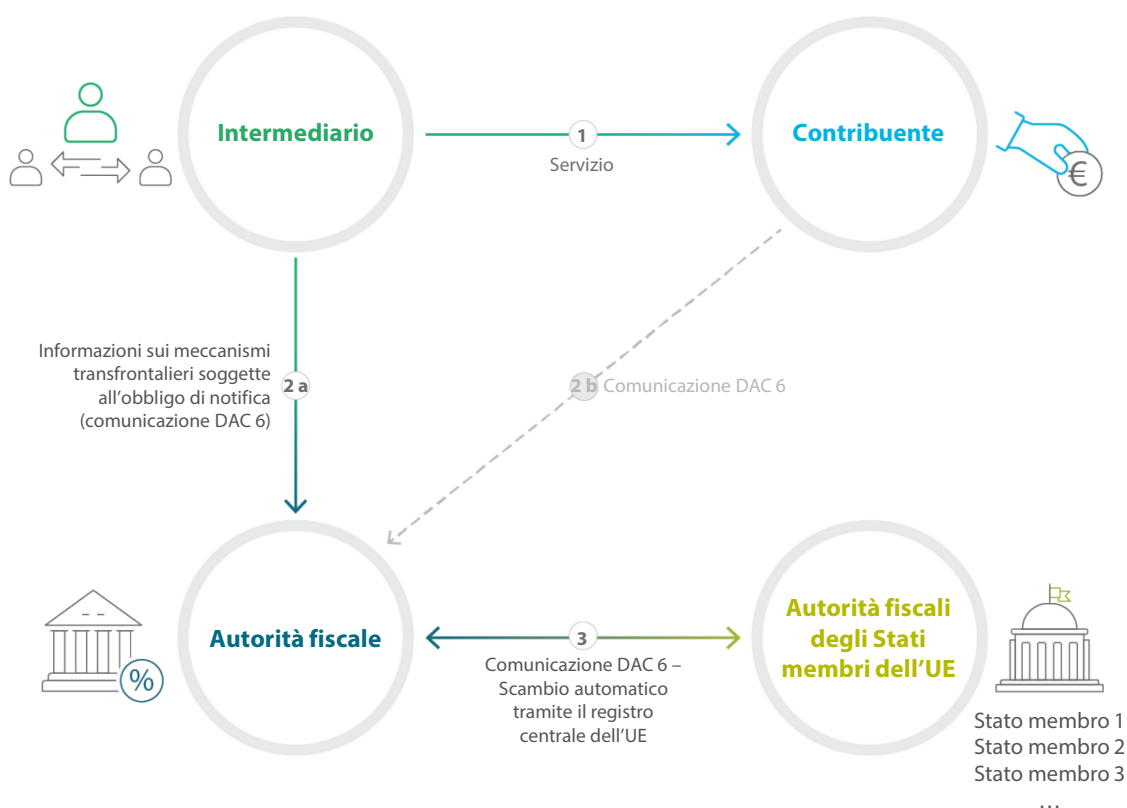 Intermediario
1
Servizio
Contribuente
€
Informazioni sui meccanismi
transfrontalieri soggette
all’obbligo di notifica
(comunicazione DAC 6)
2 a
2 b Comunicazione DAC 6
%
Autorità fiscale
3
Comunicazione DAC 6 –
Scambio automatico
tramite il registro
centrale dell’UE
Autorità fiscali
degli Stati
membri dell’UE
Stato membro 1
Stato membro 2
Stato membro 3
...